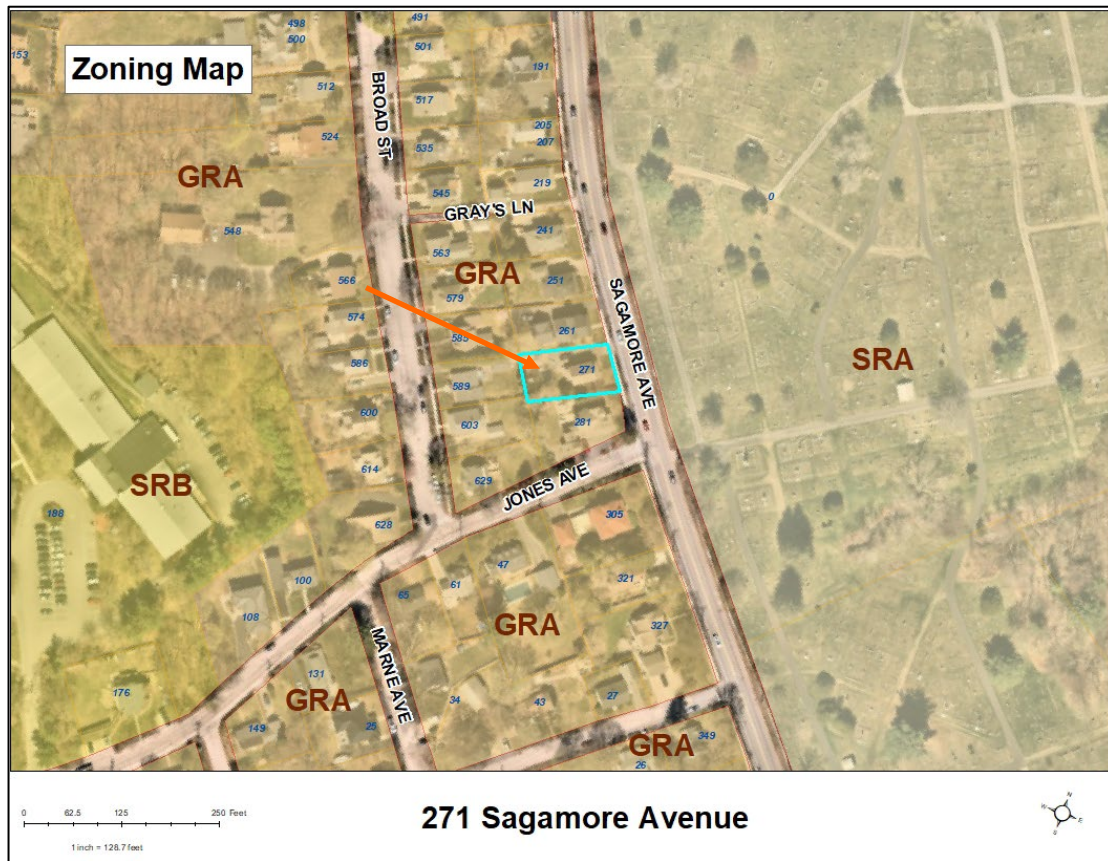 Zoning Map
153
498
500
491
501
191
512
517
BROAD ST
524
535
205
207
GRA
545
219
GRAY'S LN
0
548
241
563
GRA
566
251
579
574
261
585
SAGAMORE AVE
586
271
589
SRA
600
603
281
614
629
JONES AVE
SRB
188
628
305
47
100
61
321
65
108
GRA
327
MARNE AVE
131
176
34
43
27
GRA
149
25
349
GRA
26
0 62.5 125 250 Feet
1 inch = 128.7 feet
271 Sagamore Avenue
N
W
E
S